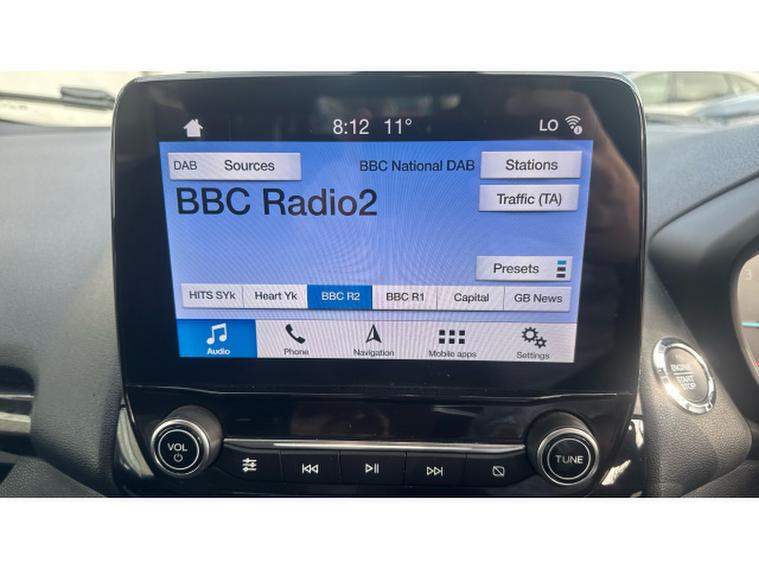 8:12 11° LO
DAB Sources BBC National DAB Stations
BBC Radio2
Traffic (TA)
Presets
HITS SYk Heart Yk BBC R2 BBC R1 Capital GB News
Audio Phone Navigation Mobile apps Settings
ENGINE
START
STOP
VOL
TUNE
3